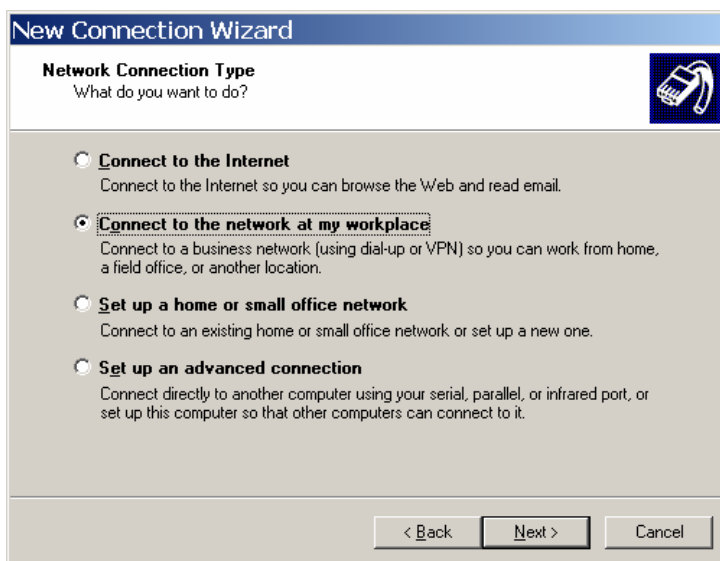 New Connection Wizard
Network Connection Type
What do you want to do?
Connect to the Internet
Connect to the Internet so you can browse the Web and read email.
Connect to the network at my workplace
Connect to a business network (using dial-up or VPN) so you can work from home,
a field office, or another location.
Set up a home or small office network
Connect to an existing home or small office network or set up a new one.
Set up an advanced connection
Connect directly to another computer using your serial, parallel, or infrared port, or
set up this computer so that other computers can connect to it.
< Back Next > Cancel